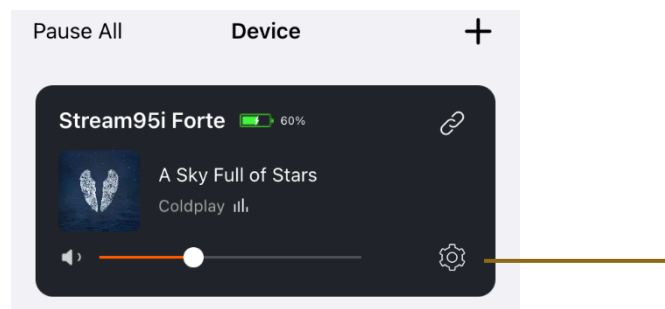 Pause All Device +
Stream95i Forte 60%
A Sky Full of Stars
Coldplay